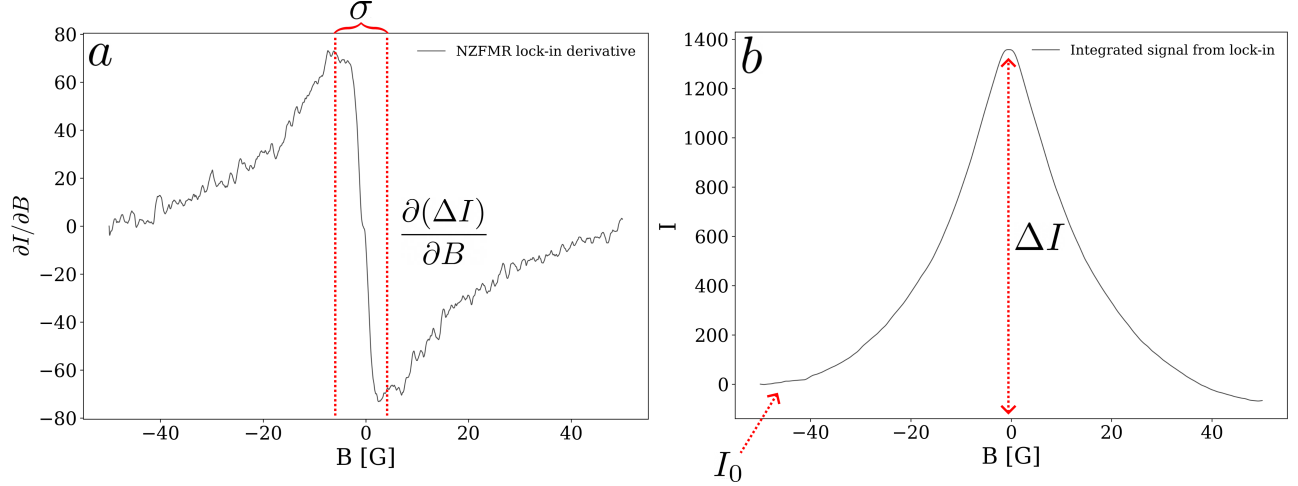 σ
a
NZFMR lock-in derivative
80
60
40
20
0
−20
−40
−60
−80
∂I/∂B
∂(ΔI)
∂B
−40 −20 0 20 40
B [G]
b
Integrated signal from lock-in
1400
1200
1000
800
600
400
200
0
I
ΔI
I₀
−40 −20 0 20 40
B [G]